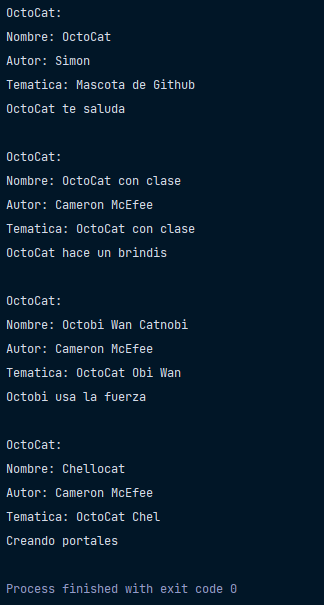 OctoCat:
Nombre: OctoCat
Autor: Simon
Tematica: Mascota de Github
OctoCat te saluda
OctoCat:
Nombre: OctoCat con clase
Autor: Cameron McEfee
Tematica: OctoCat con clase
OctoCat hace un brindis
OctoCat:
Nombre: Octobi Wan Catnobi
Autor: Cameron McEfee
Tematica: OctoCat Obi Wan
Octobi usa la fuerza
OctoCat:
Nombre: Chellocat
Autor: Cameron McEfee
Tematica: OctoCat Chel
Creando portales
Process finished with exit code 0